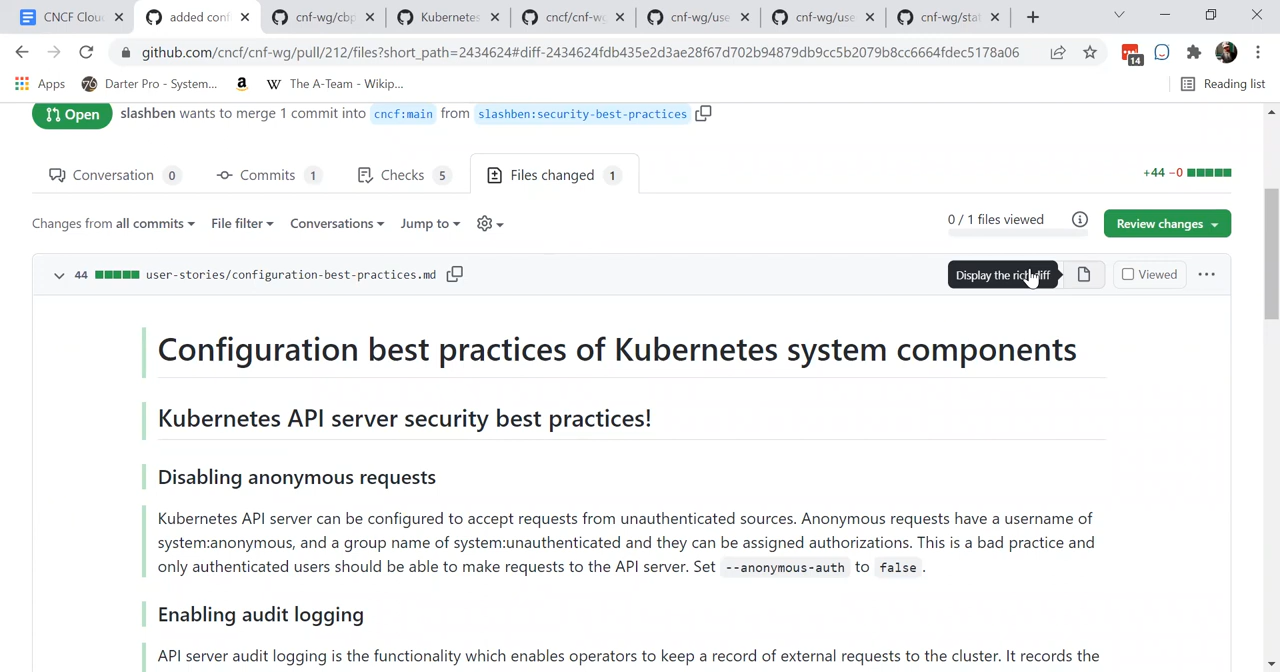 CNCF Clou
added conf
cnf-wg/cbp
Kubernetes
cncf/cnf-w
cnf-wg/use
cnf-wg/use
cnf-wg/sta
github.com/cncf/cnf-wg/pull/212/files?short_path=2434624#diff-2434624fdb435e2d3ae28f67d702b94879db9cc5b2079b8cc6664fdec5178a06
14
Apps
76 Darter Pro - System...
a
W The A-Team - Wikip...
Reading list
Open
slashben wants to merge 1 commit into cncf:main from slashben:security-best-practices
Conversation 0
Commits 1
Checks 5
Files changed 1
+44 −0
Changes from all commits
File filter
Conversations
Jump to
0 / 1 files viewed
Review changes
44 user-stories/configuration-best-practices.md
Display the rich diff
Viewed
Configuration best practices of Kubernetes system components
Kubernetes API server security best practices!
Disabling anonymous requests
Kubernetes API server can be configured to accept requests from unauthenticated sources. Anonymous requests have a username of
system:anonymous, and a group name of system:unauthenticated and they can be assigned authorizations. This is a bad practice and
only authenticated users should be able to make requests to the API server. Set --anonymous-auth to false.
Enabling audit logging
API server audit logging is the functionality which enables operators to keep a record of external requests to the cluster. It records the